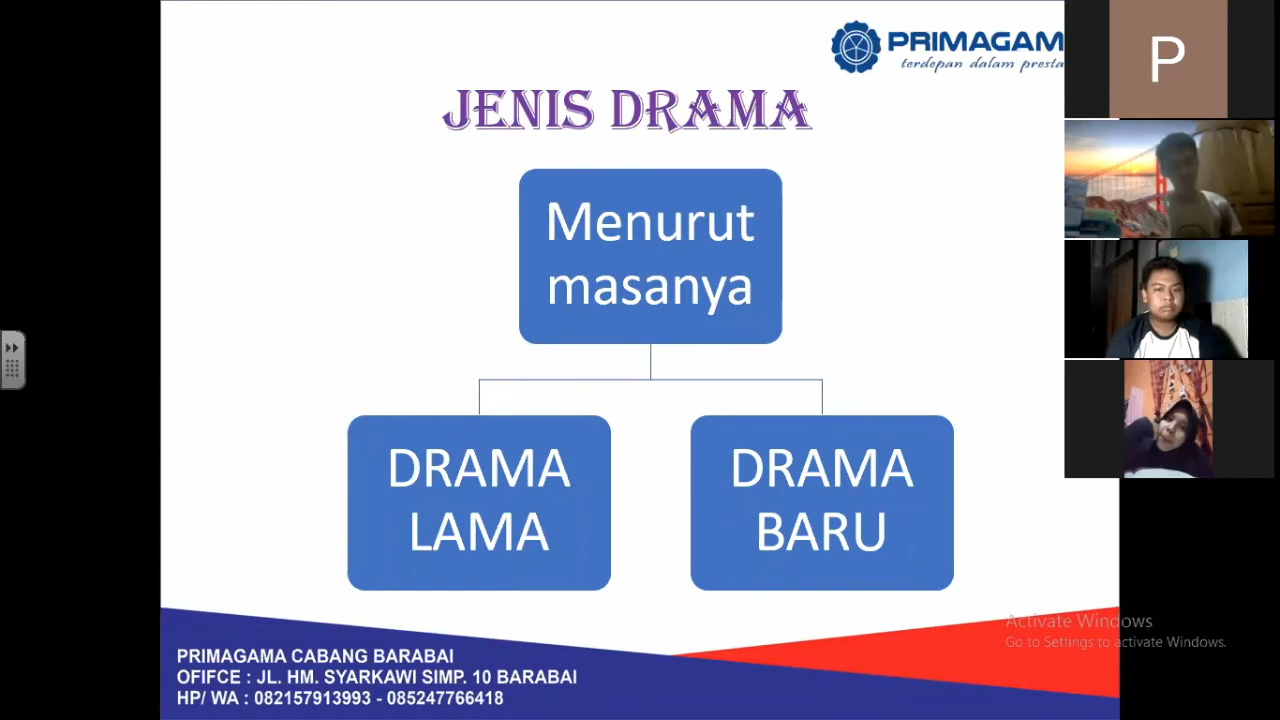 PRIMAGAM
terdepan dalam presta
JENIS DRAMA
Menurut
masanya
DRAMA
LAMA
DRAMA
BARU
PRIMAGAMA CABANG BARABAI
OFIFCE : JL. HM. SYARKAWI SIMP. 10 BARABAI
HP/ WA : 082157913993 - 085247766418
P
Activate Windows
Go to Settings to activate Windows.